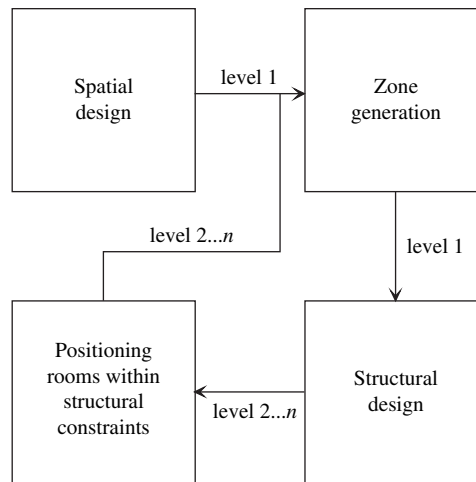 Spatial
design
level 1
Zone
generation
level 2...n
level 1
Positioning
rooms within
structural
constraints
level 2...n
Structural
design